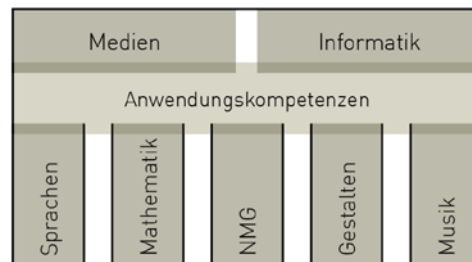 Medien
Informatik
Anwendungskompetenzen
Sprachen
Mathematik
NMG
Gestalten
Musik